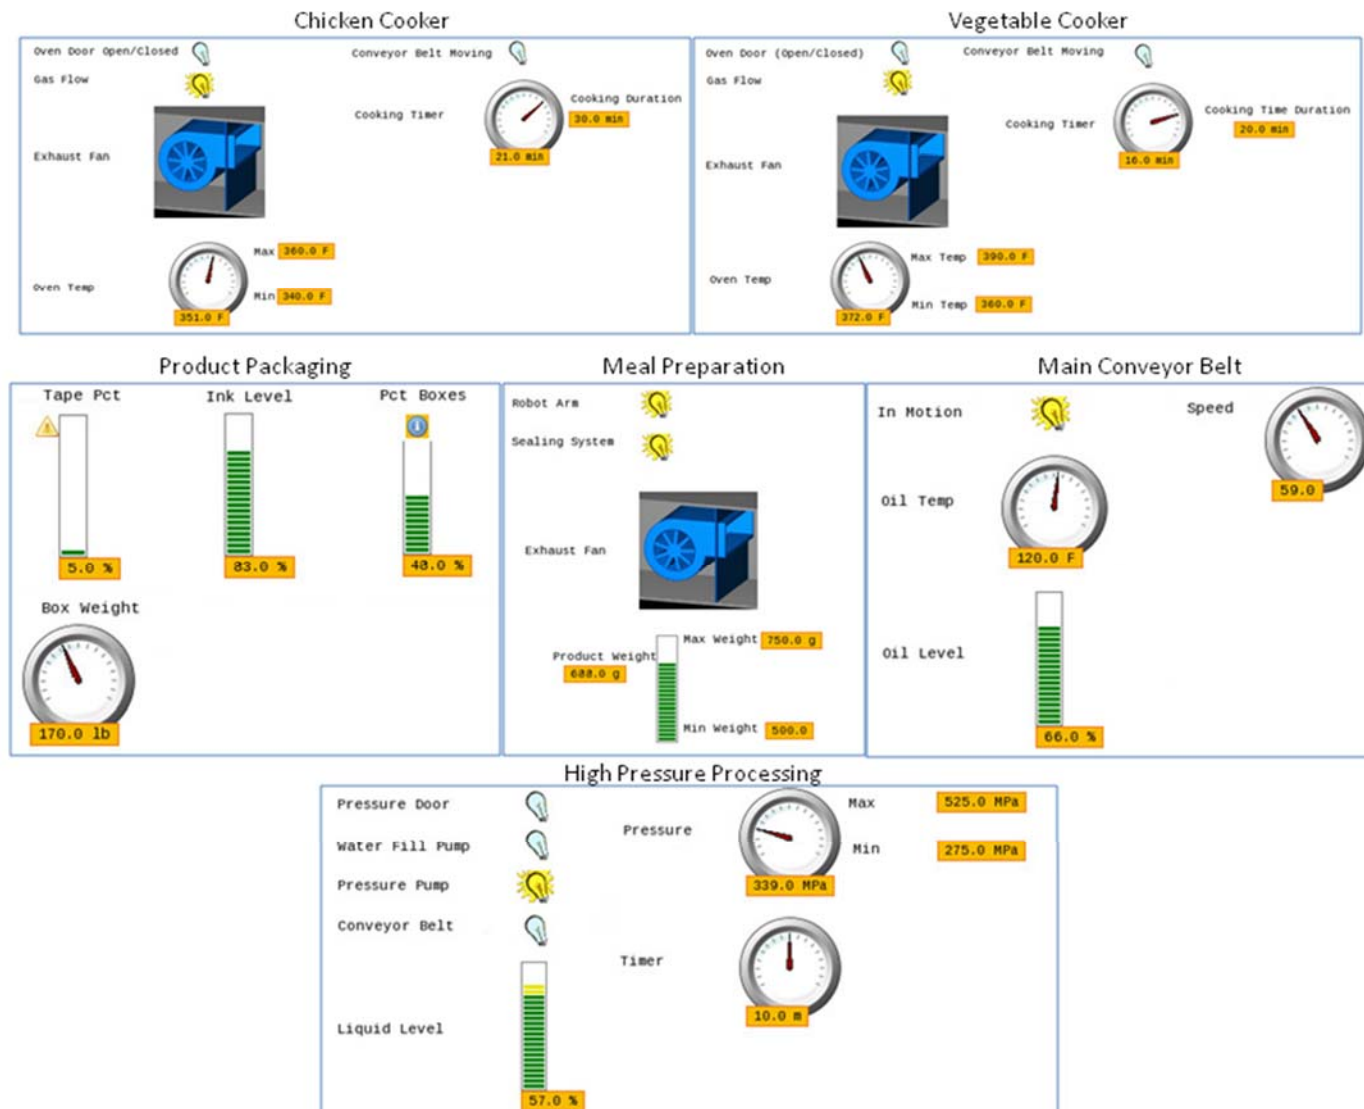 Chicken Cooker
Oven Door Open/Closed
Conveyor Belt Moving
Gas Flow
Cooking Duration
30.0 min
Cooking Timer
21.0 min
Exhaust Fan
Max 360.0 F
Oven Temp
Min 340.0 F
351.0 F
Vegetable Cooker
Oven Door (Open/Closed)
Conveyor Belt Moving
Gas Flow
Cooking Time Duration
20.0 min
Cooking Timer
16.0 min
Exhaust Fan
Max Temp 390.0 F
Oven Temp
Min Temp 360.0 F
372.0 F
Product Packaging
Tape Pct
Ink Level
Pct Boxes
5.0 %
83.0 %
48.0 %
Box Weight
170.0 lb
Meal Preparation
Robot Arm
Sealing System
Exhaust Fan
Max Weight 750.0 g
Product Weight
688.0 g
Min Weight 500.0
Main Conveyor Belt
In Motion
Speed
59.0
Oil Temp
120.0 F
Oil Level
66.0 %
High Pressure Processing
Pressure Door
Max 525.0 MPa
Pressure
Water Fill Pump
Min 275.0 MPa
Pressure Pump
339.0 MPa
Conveyor Belt
Timer
10.0 m
Liquid Level
57.0 %